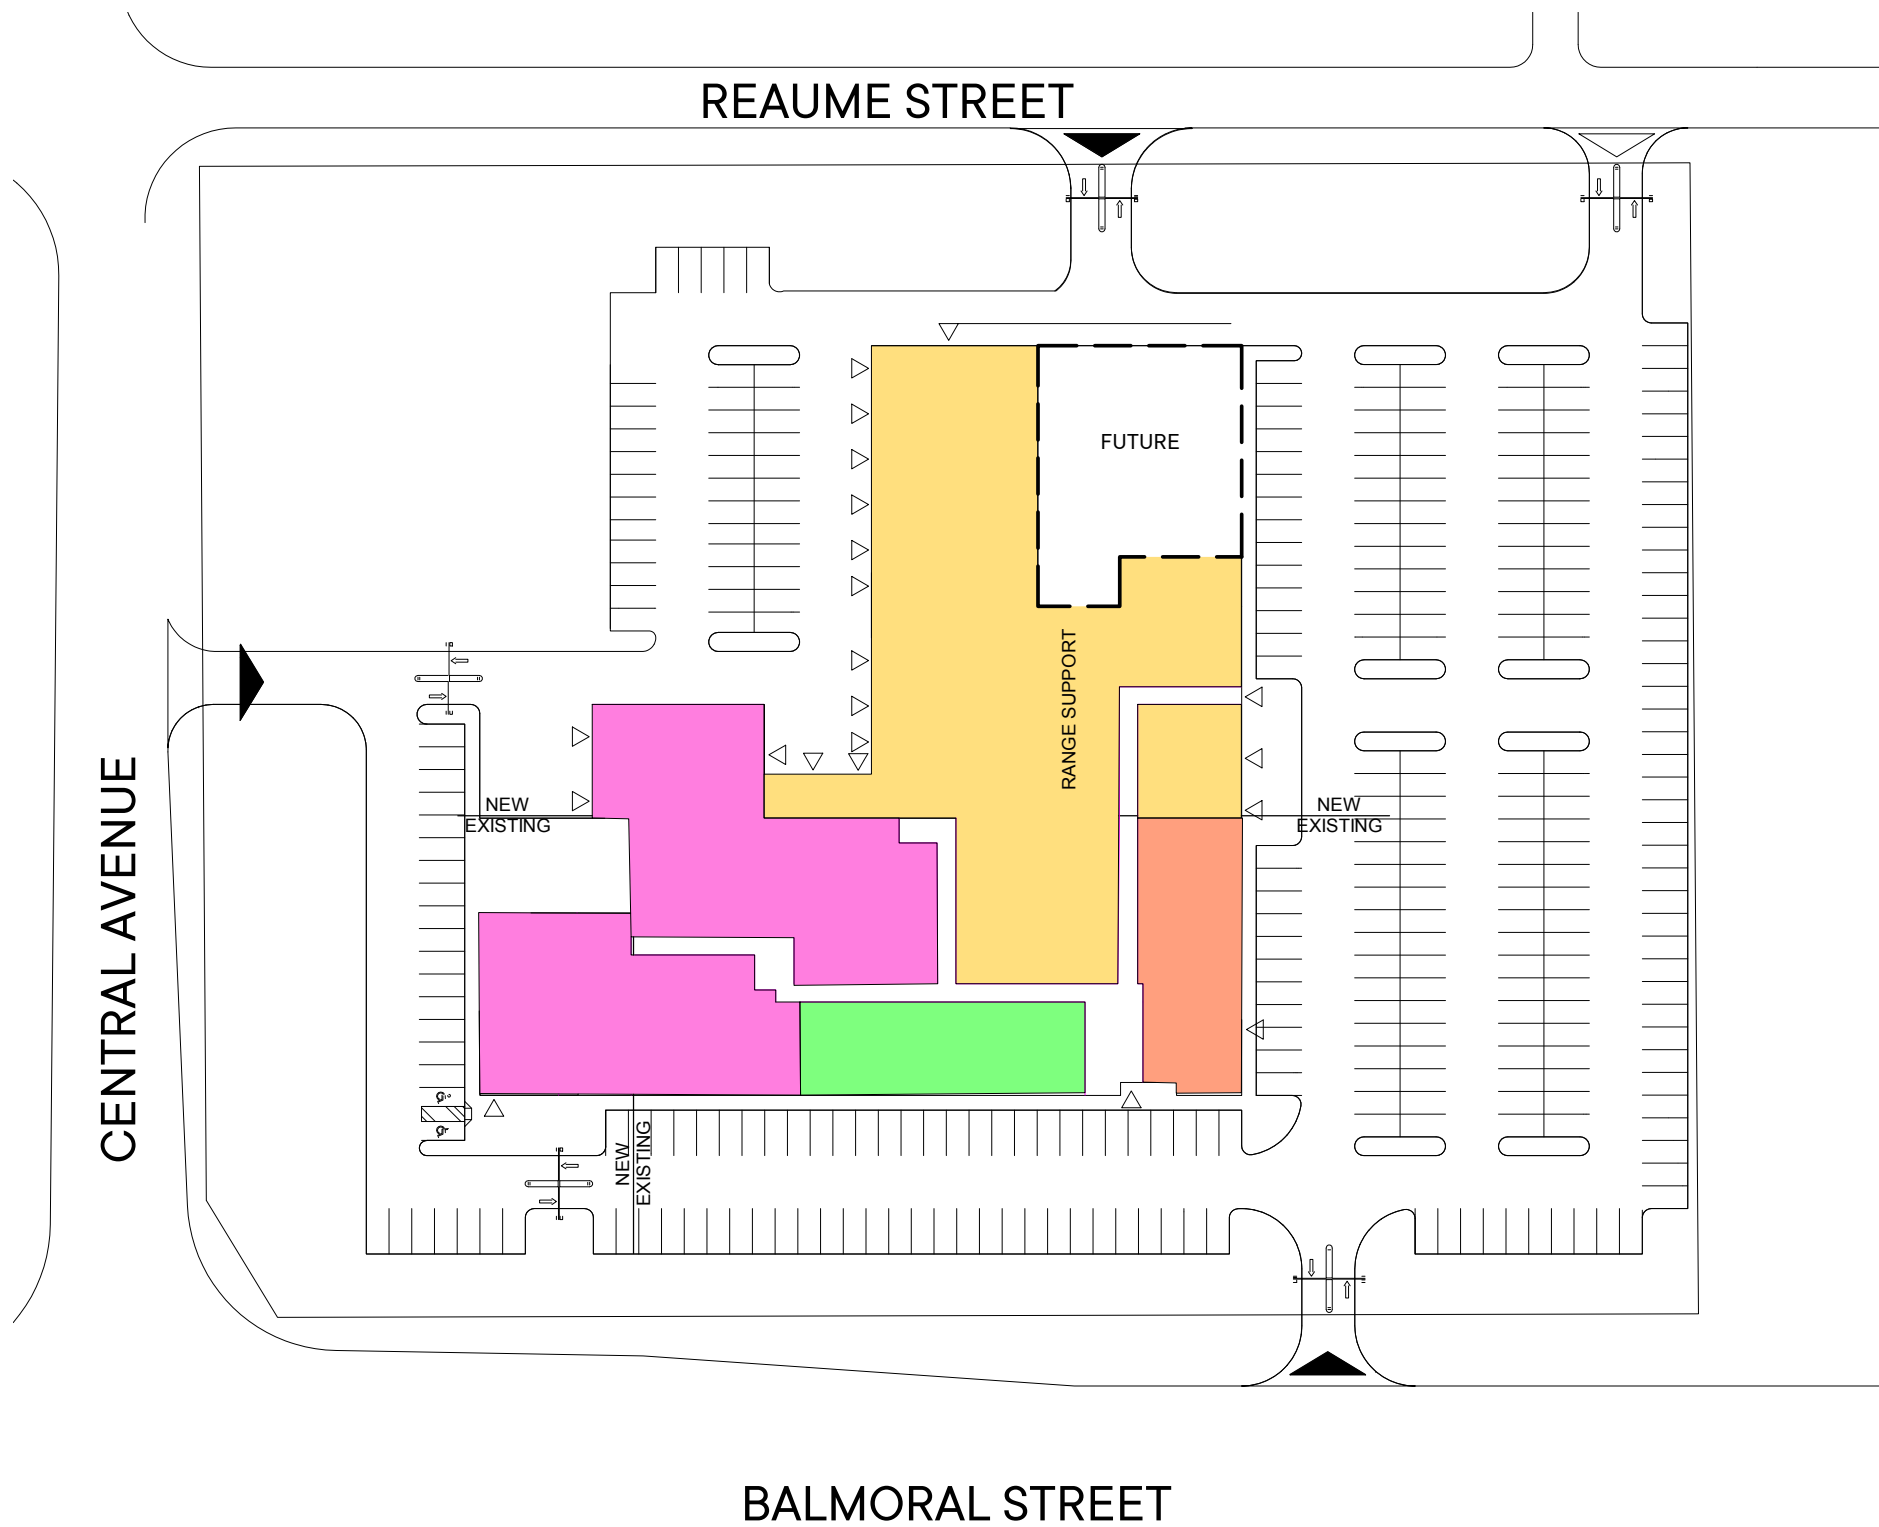 REAUME STREET
FUTURE
RANGE SUPPORT
NEW
EXISTING
NEW
EXISTING
CENTRAL AVENUE
NEW
EXISTING
BALMORAL STREET